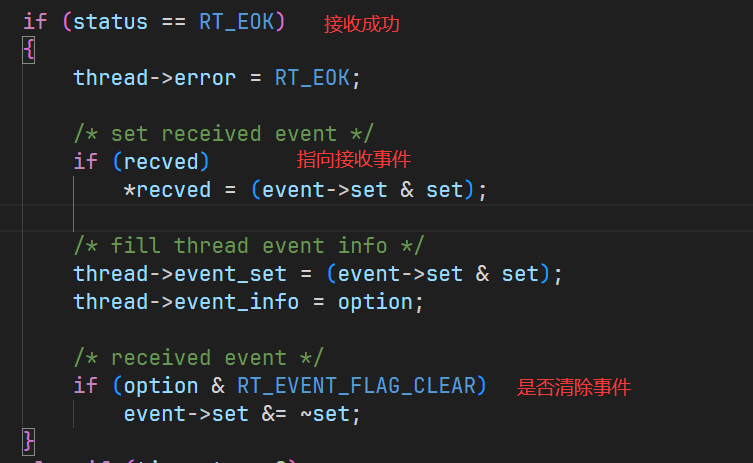 if (status == RT_EOK) 接收成功
{
thread->error = RT_EOK;
/* set received event */
if (recved) 指向接收事件
*recved = (event->set & set);
/* fill thread event info */
thread->event_set = (event->set & set);
thread->event_info = option;
/* received event */
if (option & RT_EVENT_FLAG_CLEAR) 是否清除事件
event->set &= ~set;
}